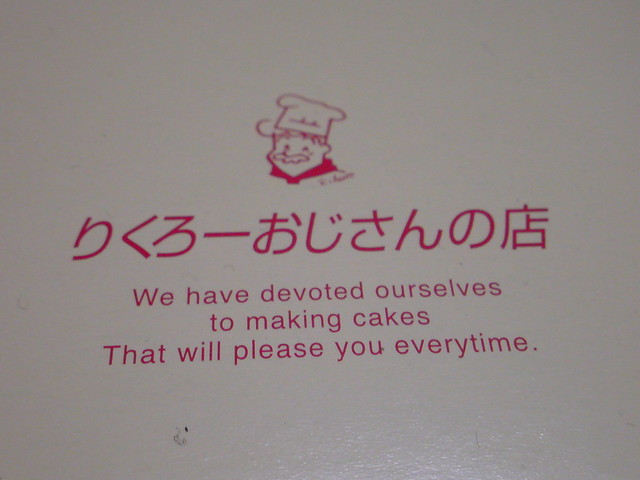 りくろーおじさんの店
We have devoted ourselves
to making cakes
That will please you everytime.